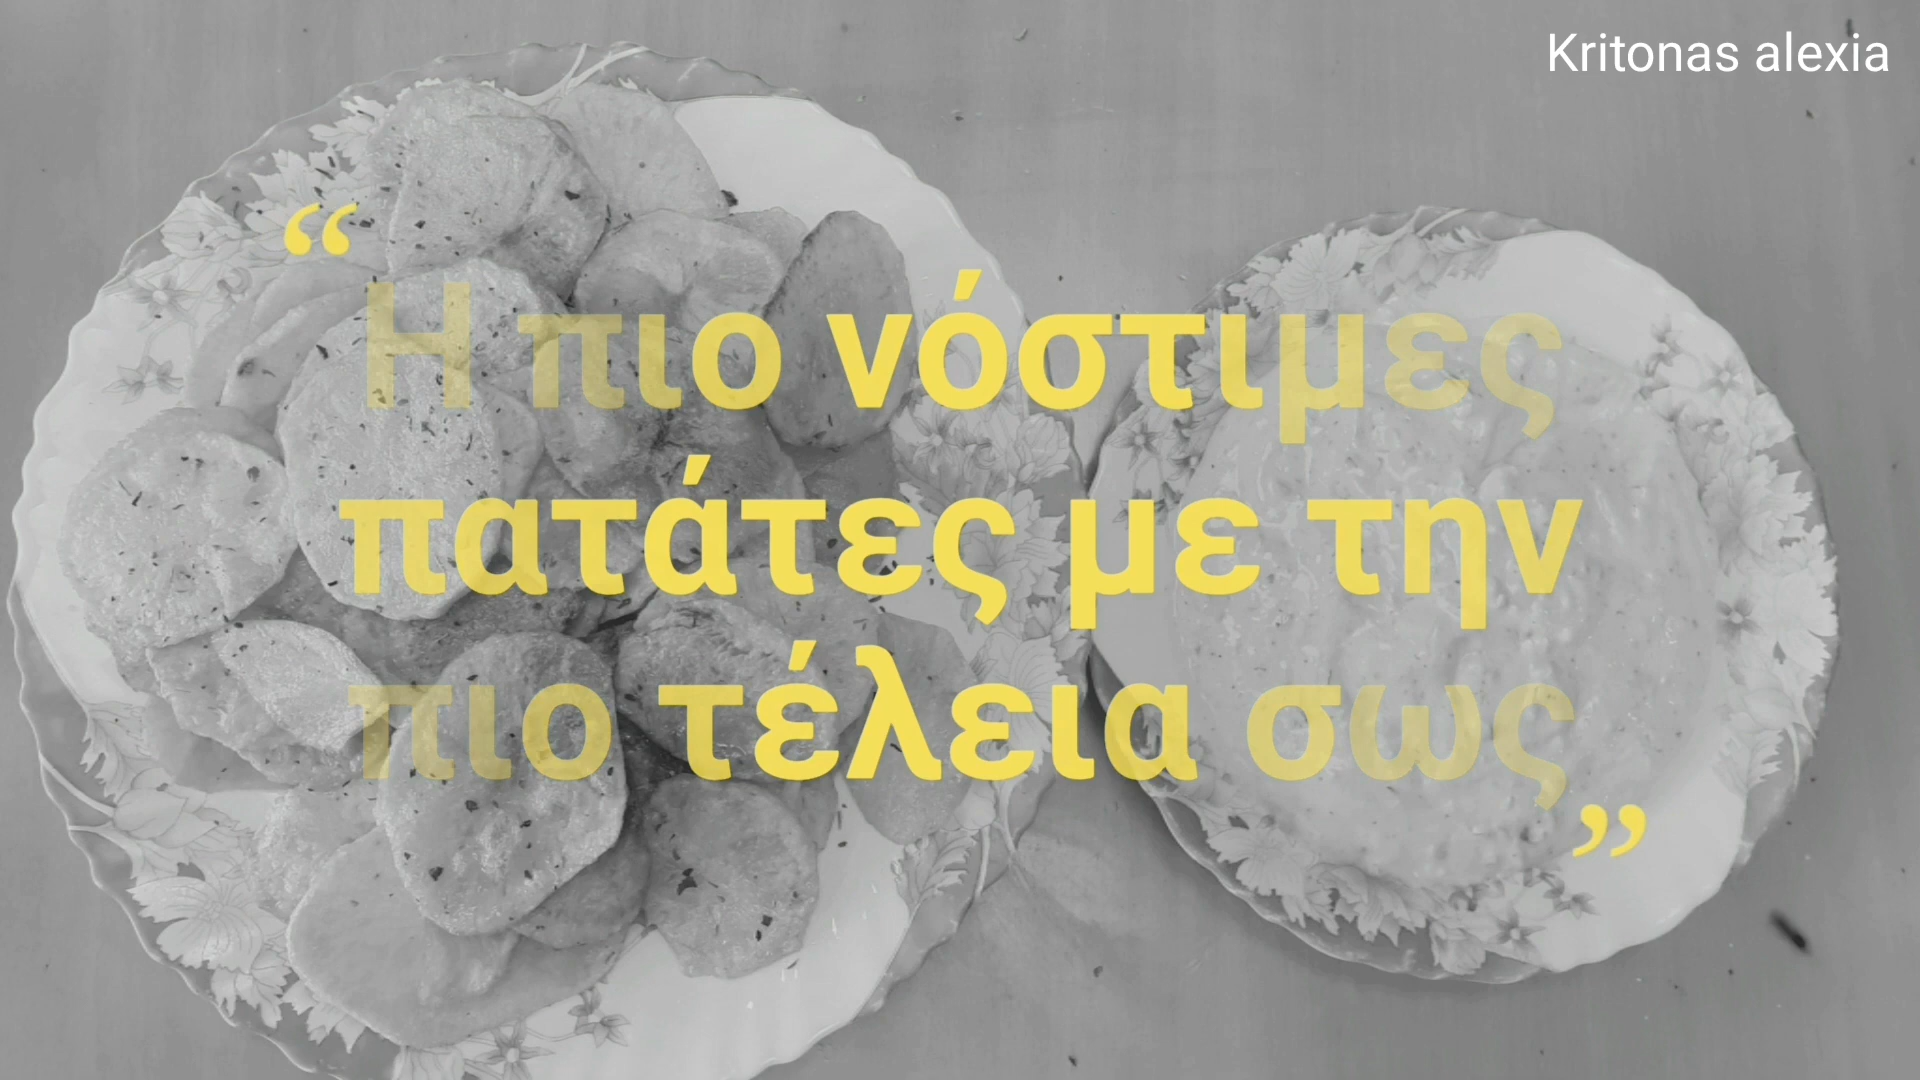 Kritonas alexia
“
Η πιο νόστιμες
πατάτες με την
πιο τέλεια σως
”